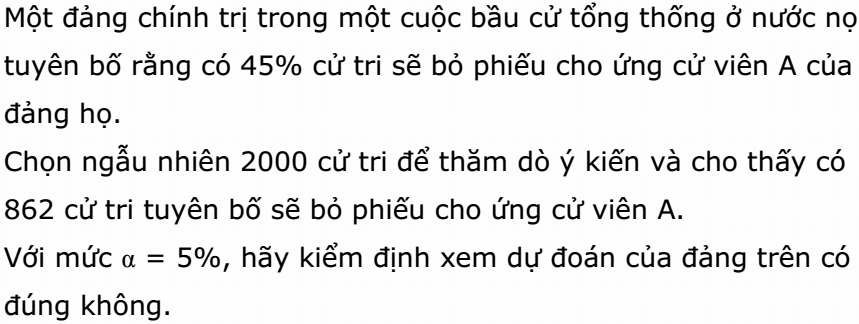 Một đảng chính trị trong một cuộc bầu cử tổng thống ở nước nọ
tuyên bố rằng có 45% cử tri sẽ bỏ phiếu cho ứng cử viên A của
đảng họ.
Chọn ngẫu nhiên 2000 cử tri để thăm dò ý kiến và cho thấy có
862 cử tri tuyên bố sẽ bỏ phiếu cho ứng cử viên A.
Với mức α = 5%, hãy kiểm định xem dự đoán của đảng trên có
đúng không.